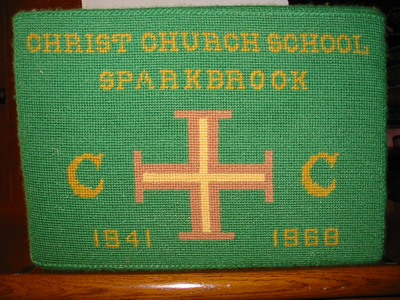 CHRIST CHURCH SCHOOL
SPARKBROOK
C C
1941 1968